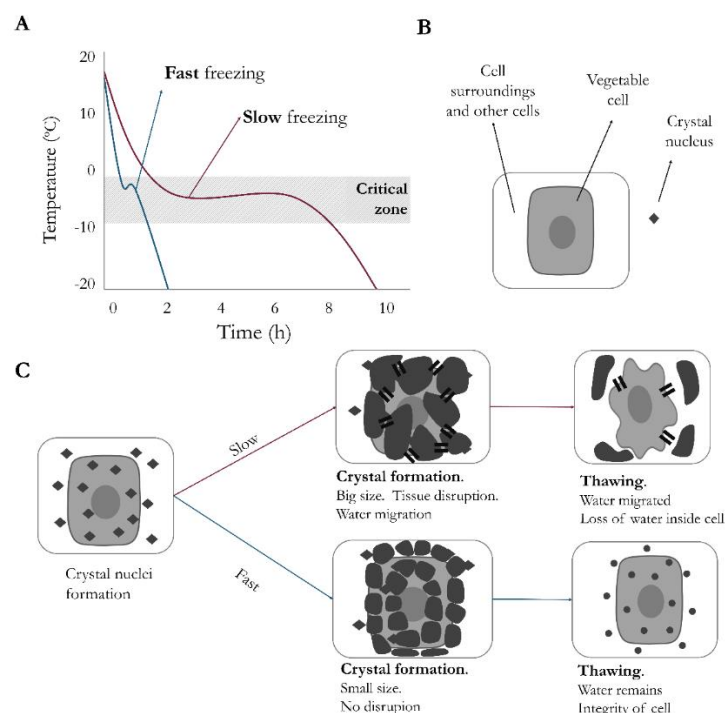 A
20
10
0
-10
-20
Temperature (ºC)
Fast freezing
Slow freezing
Critical
zone
0 2 4 6 8 10
Time (h)
B
Cell
surroundings
and other cells
Vegetable
cell
Crystal
nucleus
C
Crystal nuclei
formation
Slow
Fast
Crystal formation.
Big size. Tissue disruption.
Water migration
Thawing.
Water migrated
Loss of water inside cell
Crystal formation.
Small size.
No disrupion
Thawing.
Water remains
Integrity of cell